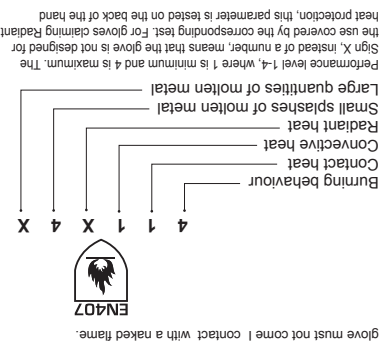 glove must not come I contact with a naked flame.
EN407
4 1 1 X 4 X
Burning behaviour
Contact heat
Convective heat
Radiant heat
Small splashes of molten metal
Large quantities of molten metal
Performance level 1-4, where 1 is minimum and 4 is maximum. The
Sign X, instead of a number, means that the glove is not designed for
the use covered by the corresponding test. For gloves claiming Radiant
heat protection, this parameter is tested on the back of the hand